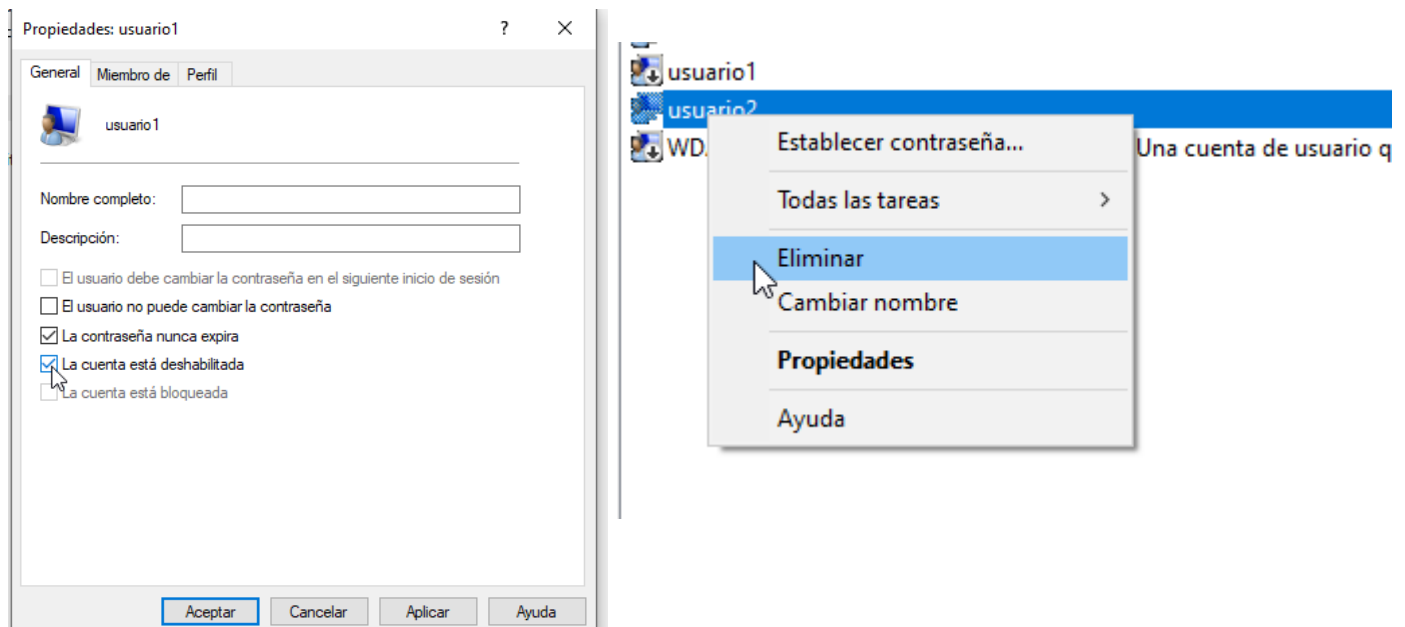 Propiedades: usuario1
General Miembro de Perfil
usuario1
Nombre completo:
Descripción:
El usuario debe cambiar la contraseña en el siguiente inicio de sesión
El usuario no puede cambiar la contraseña
La contraseña nunca expira
La cuenta está deshabilitada
La cuenta está bloqueada
Aceptar Cancelar Aplicar Ayuda
usuario1
usuario2
WD. Una cuenta de usuario q
Establecer contraseña...
Todas las tareas
Eliminar
Cambiar nombre
Propiedades
Ayuda